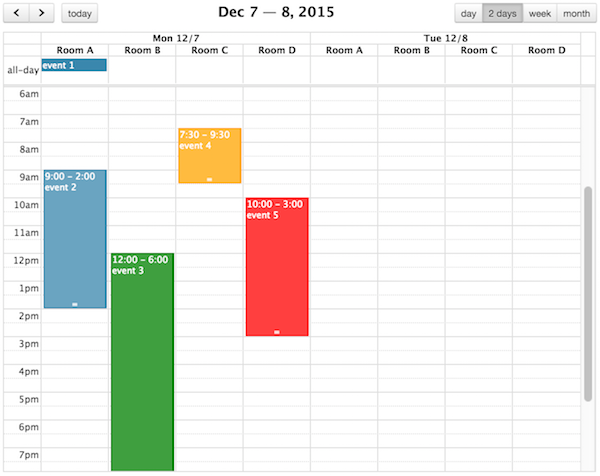 today
Dec 7 — 8, 2015
day 2 days week month
Mon 12/7 Tue 12/8
Room A Room B Room C Room D Room A Room B Room C Room D
all-day event 1
6am
7am
7:30 - 9:30
event 4
8am
9am
9:00 - 2:00
event 2
10am
10:00 - 3:00
event 5
11am
12pm
12:00 - 6:00
event 3
1pm
2pm
3pm
4pm
5pm
6pm
7pm